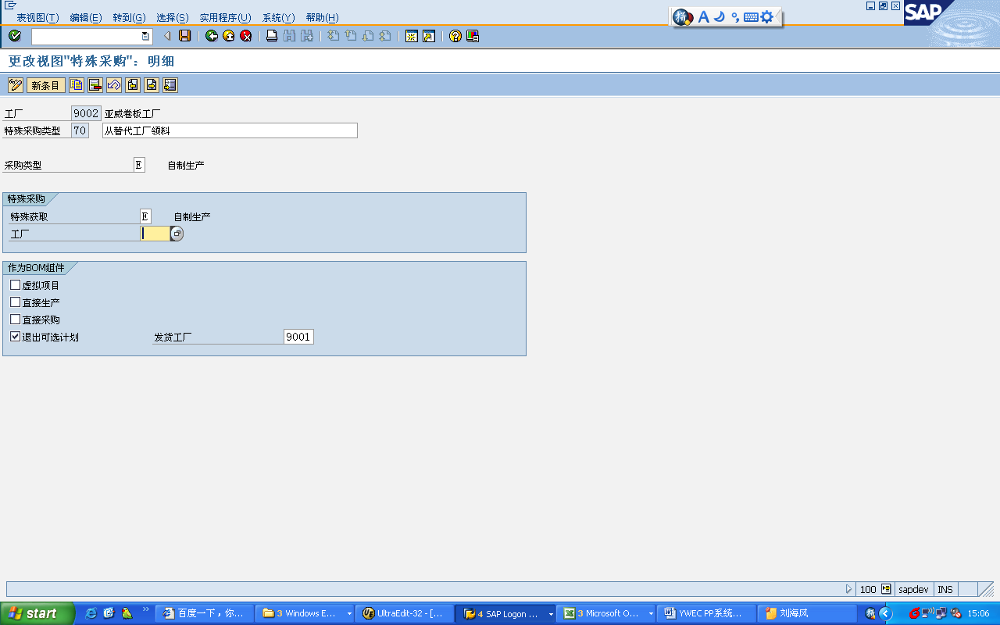 表视图(T) 编辑(E) 转到(G) 选择(S) 实用程序(U) 系统(Y) 帮助(H)
SAP
更改视图"特殊采购": 明细
新条目
工厂 9002 亚威卷板工厂
特殊采购类型 70 从替代工厂领料
采购类型 E 自制生产
特殊采购
特殊获取 E 自制生产
工厂
作为BOM组件
虚拟项目
直接生产
直接采购
退出可选计划 发货工厂 9001
100 sapdev INS
start 百度一下，你... 3 Windows E... UltraEdit-32 - [... 4 SAP Logon ... 3 Microsoft O... YWEC PP系统... 刘海风 15:06